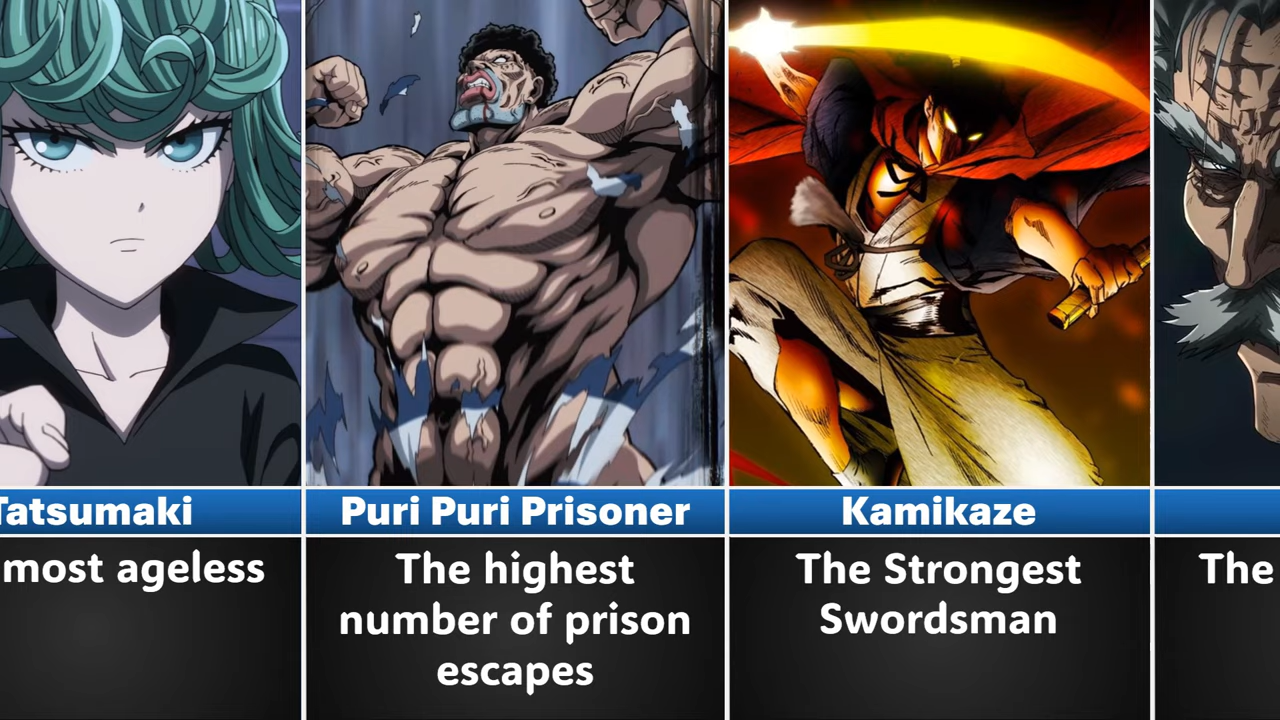 Tatsumaki
most ageless
Puri Puri Prisoner
The highest
number of prison
escapes
Kamikaze
The Strongest
Swordsman
The